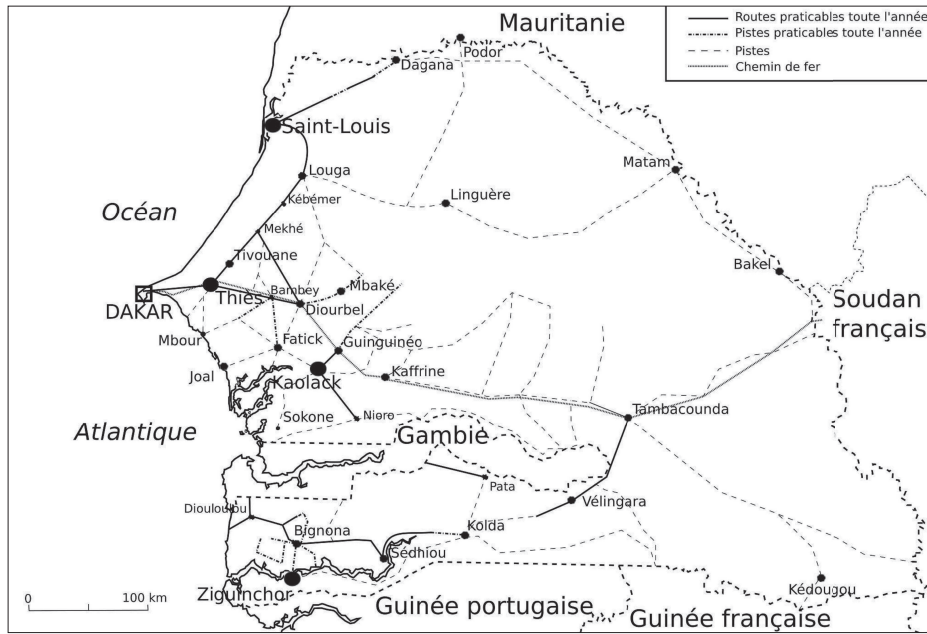 Mauritanie
Routes praticables toute l'année
Pistes praticables toute l'année
Pistes
Chemin de fer
Podor
Dagana
Saint-Louis
Matam
Louga
Linguère
Kébémer
Océan
Mekhé
Tivouane
Bakel
Thiès
Bambey
Mbaké
DAKAR
Diourbel
Soudan
français
Mbour
Fatick
Guinguinéo
Joal
Kaolack
Kaffrine
Sokone
Nioro
Tambacounda
Atlantique
Gambie
Pata
Vélingara
Diouloulou
Bignona
Kolda
Sédhiou
Ziguinchor
Kédougou
0 100 km
Guinée portugaise
Guinée française